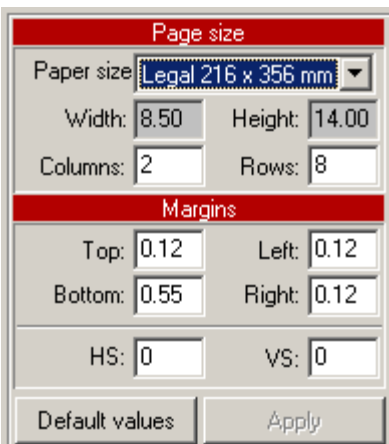 Page size
Paper size Legal 216 x 356 mm
Width: 8.50 Height: 14.00
Columns: 2 Rows: 8
Margins
Top: 0.12 Left: 0.12
Bottom: 0.55 Right: 0.12
HS: 0 VS: 0
Default values Apply